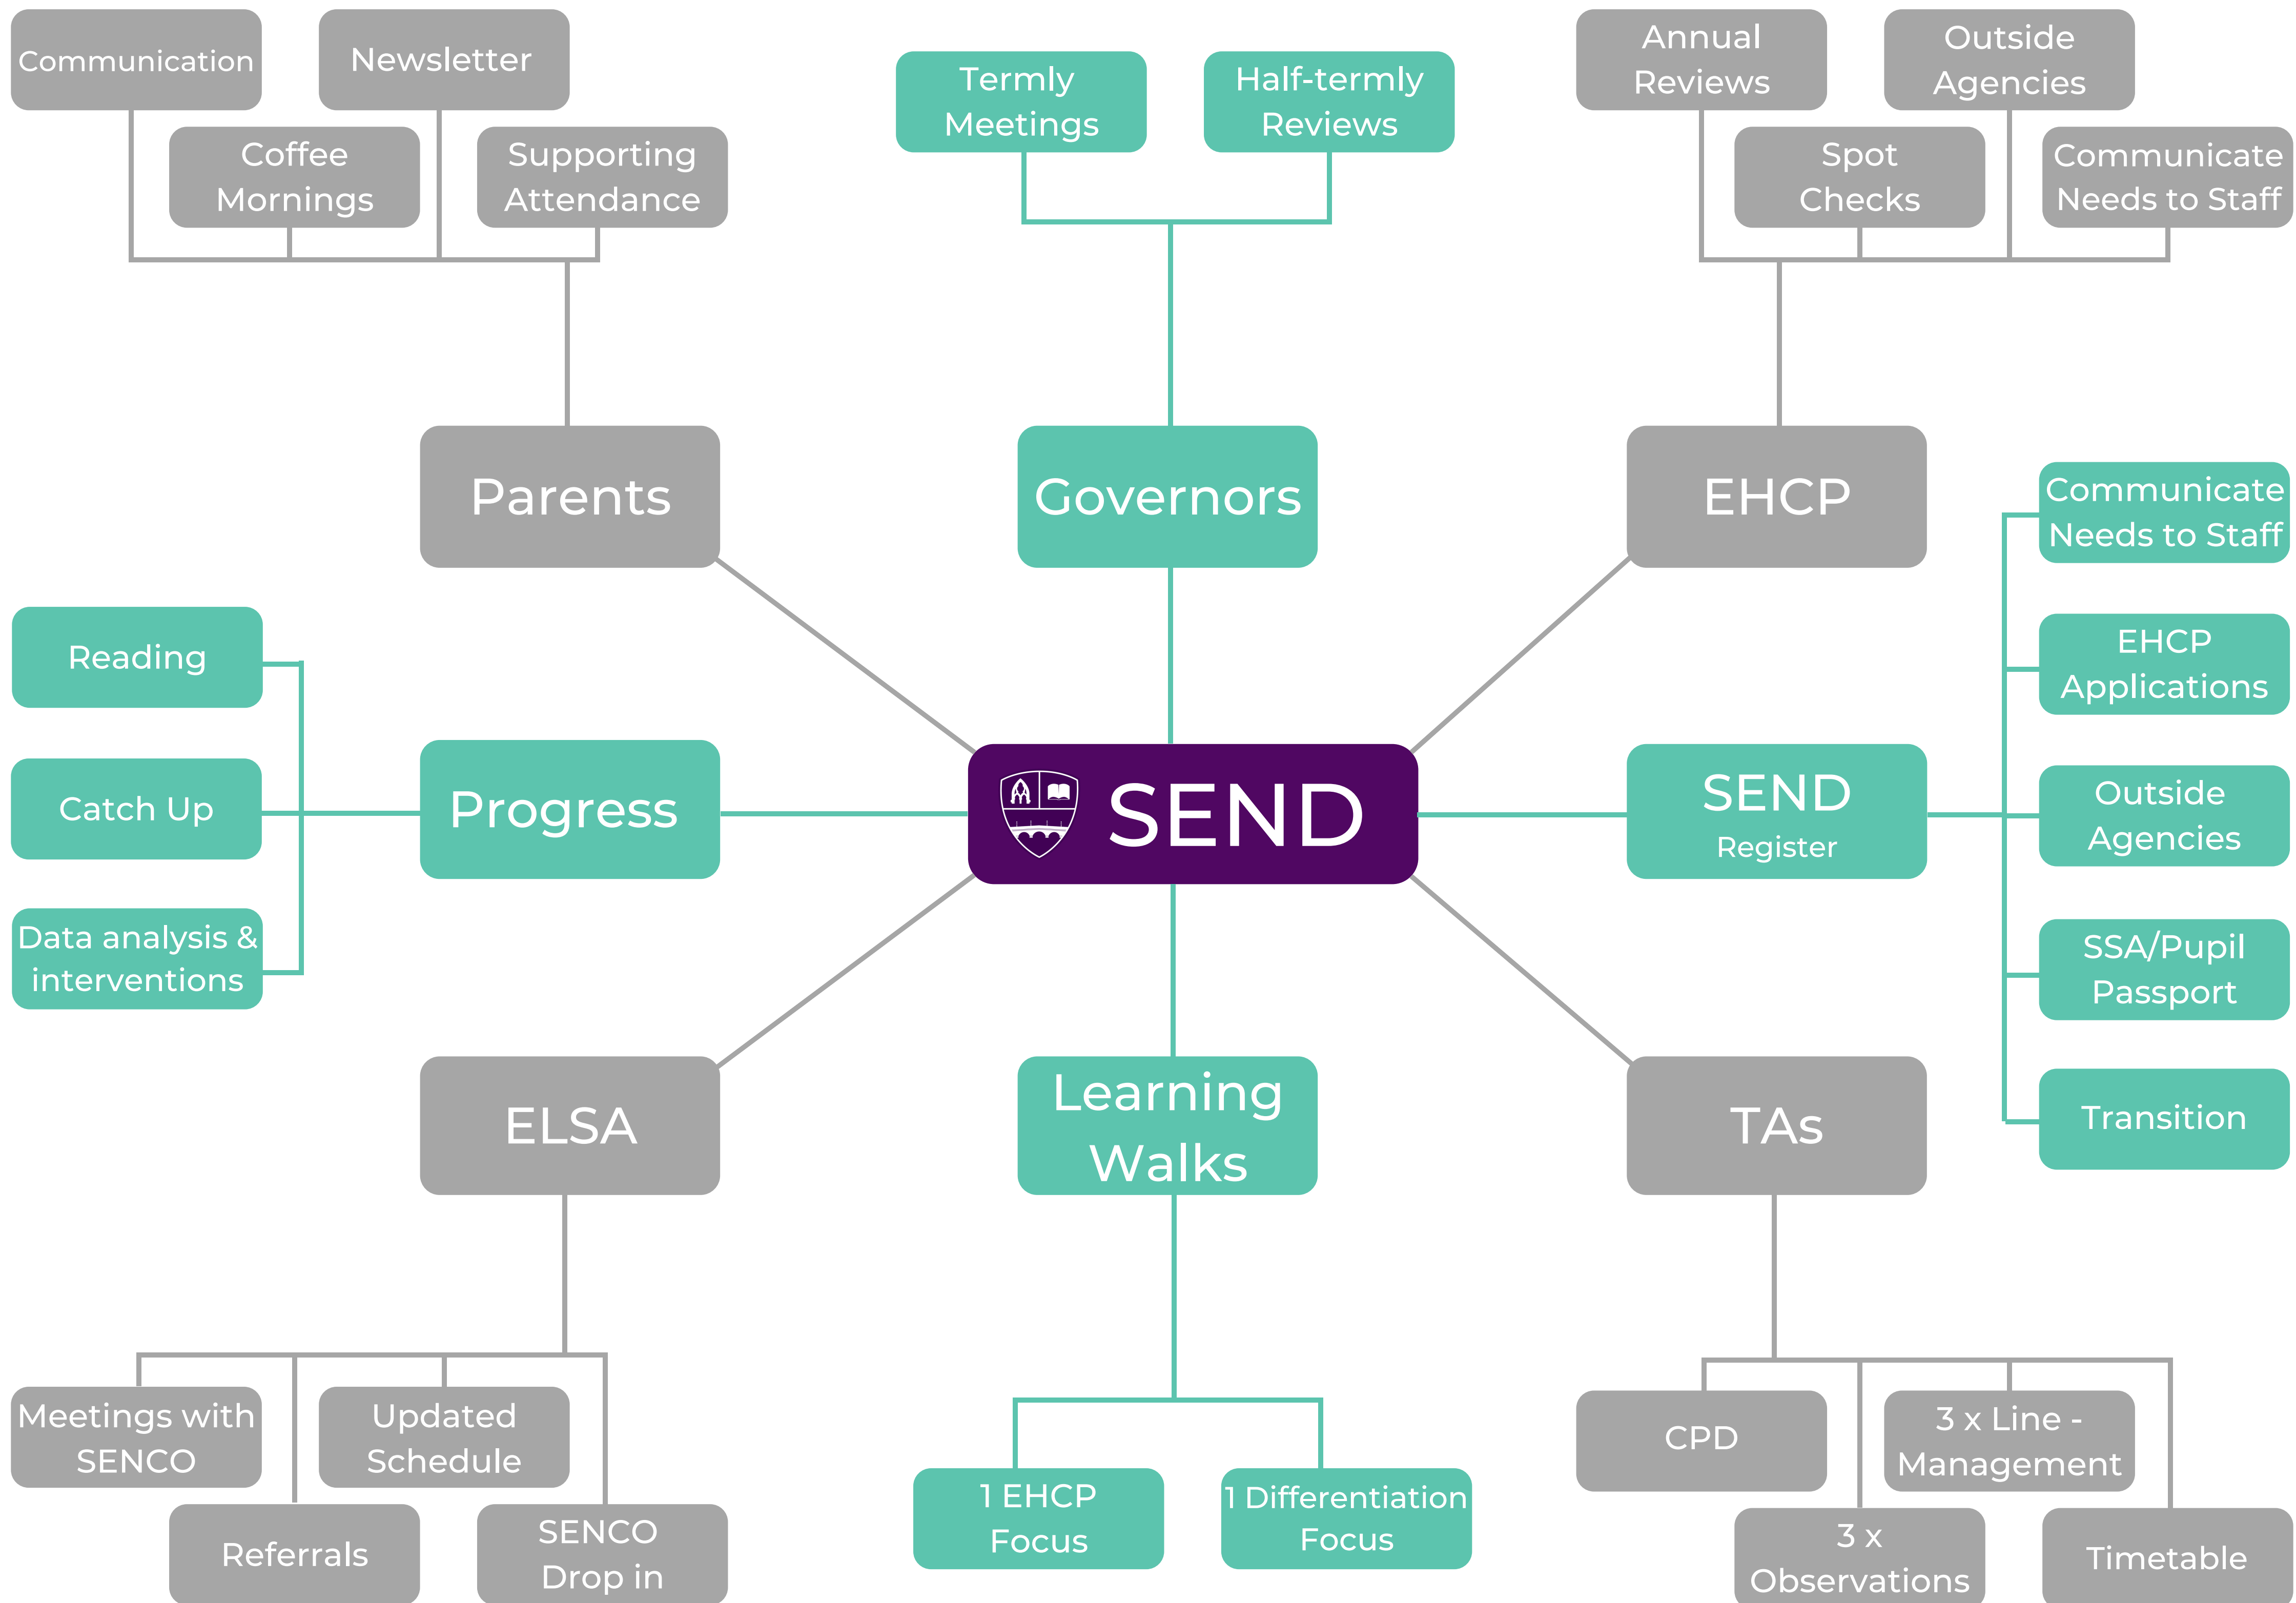 Communication
Newsletter
Coffee
Mornings
Supporting
Attendance
Parents
Termly
Meetings
Half-termly
Reviews
Governors
Annual
Reviews
Outside
Agencies
Spot
Checks
Communicate
Needs to Staff
EHCP
Reading
Catch Up
Data analysis &
interventions
Progress
SEND
SEND
Register
Communicate
Needs to Staff
EHCP
Applications
Outside
Agencies
SSA/Pupil
Passport
Transition
ELSA
Meetings with
SENCO
Updated
Schedule
Referrals
SENCO
Drop in
Learning
Walks
1 EHCP
Focus
1 Differentiation
Focus
TAs
CPD
3 x Line -
Management
3 x
Observations
Timetable